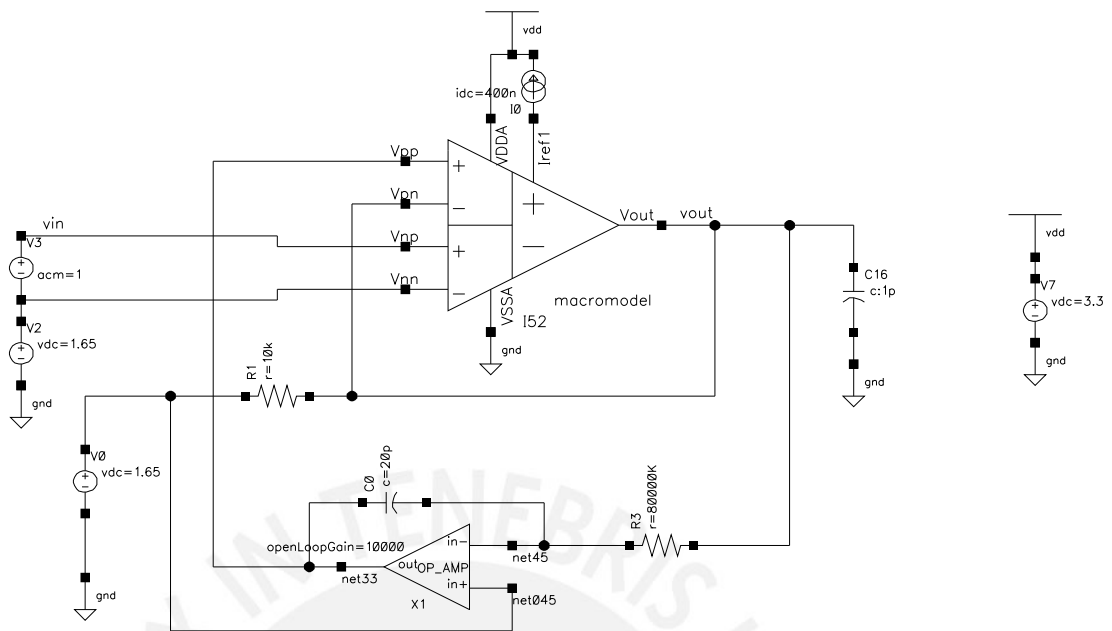 vdd
idc=400n
I0
VDDA
Iref1
Vpp
+
Vpn
−
vin
V3
Vnp
+
+
−
Vout
vout
acm=1
Vnn
−
macromodel
VSSA
I52
gnd
V2
vdc=1.65
gnd
C16
c:1p
gnd
vdd
V7
vdc=3.3
gnd
R1
r=10k
V0
vdc=1.65
gnd
C0
c=20p
R3
r=80000K
openLoopGain=10000
in-
out
OP_AMP
in+
net45
net33
net045
X1
X IN TENEBRIS